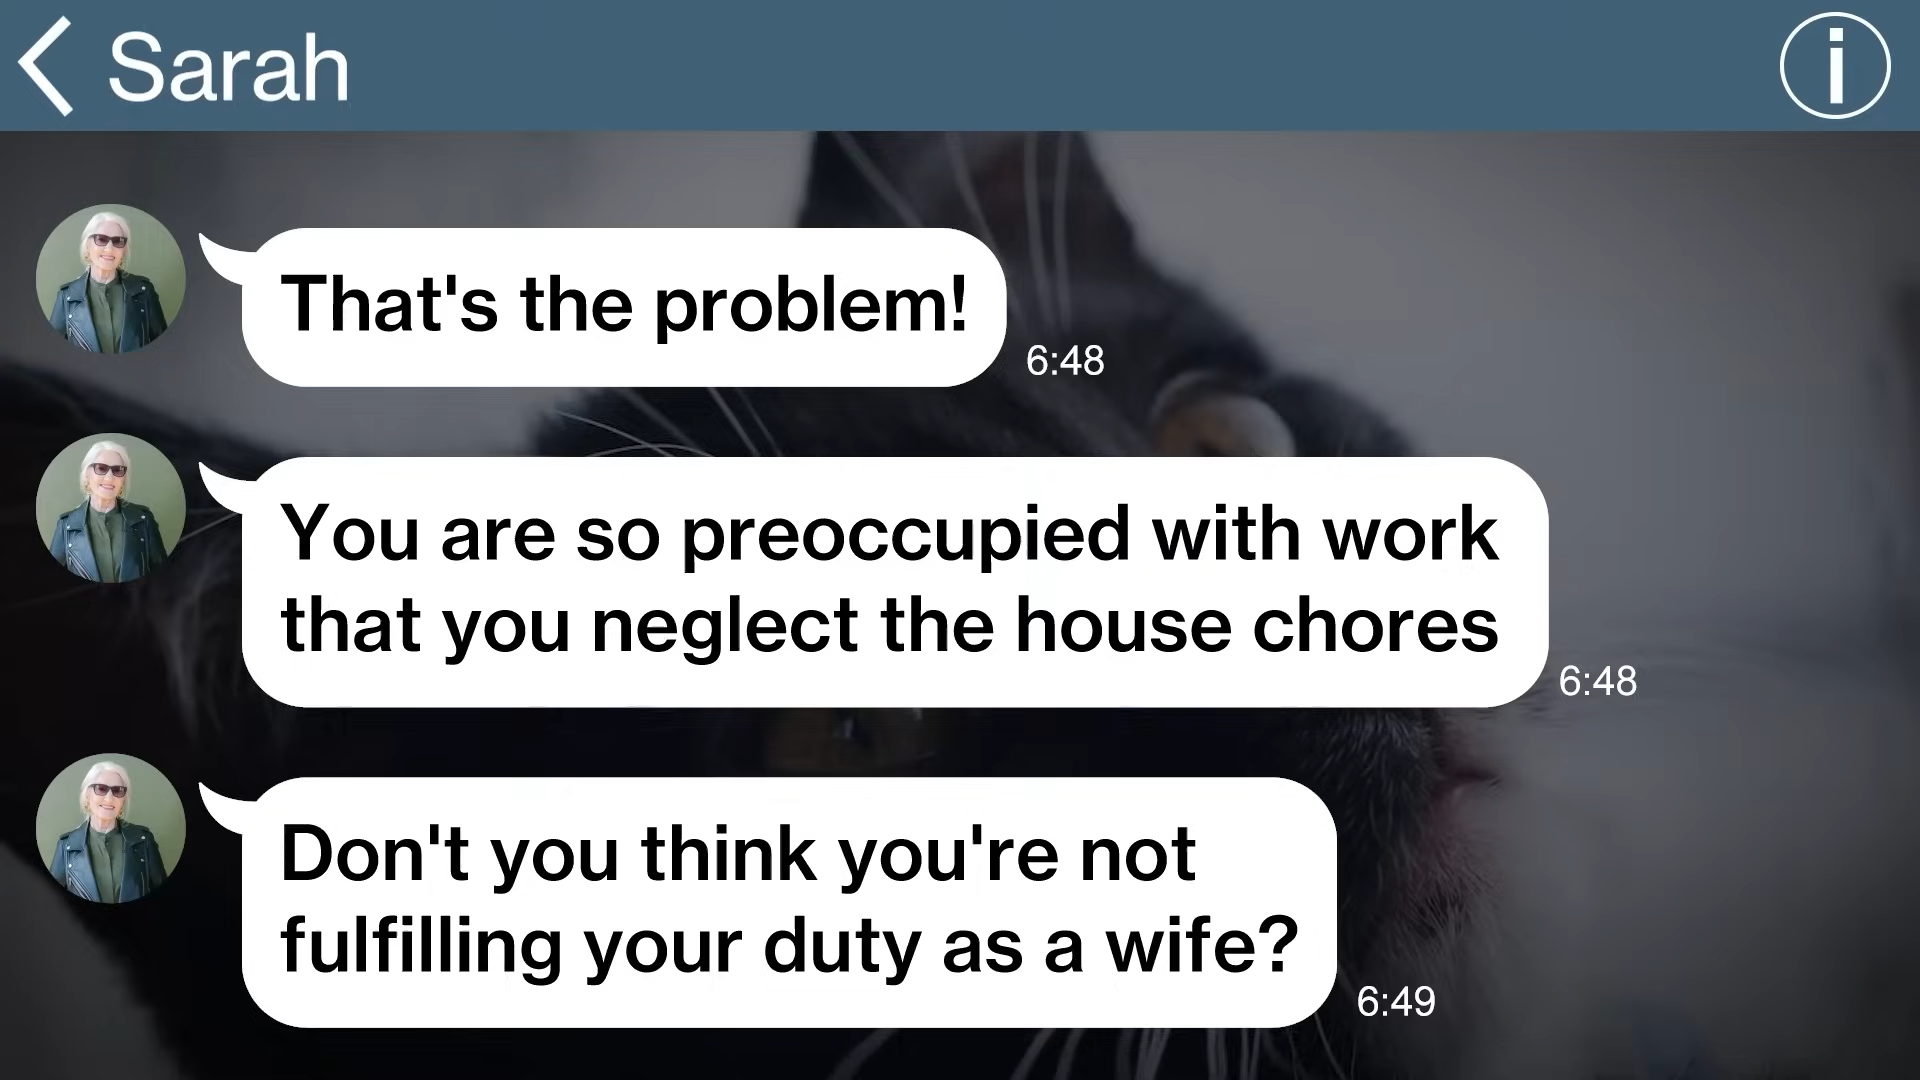 Sarah
That's the problem!
6:48
You are so preoccupied with work
that you neglect the house chores
6:48
Don't you think you're not
fulfilling your duty as a wife?
6:49